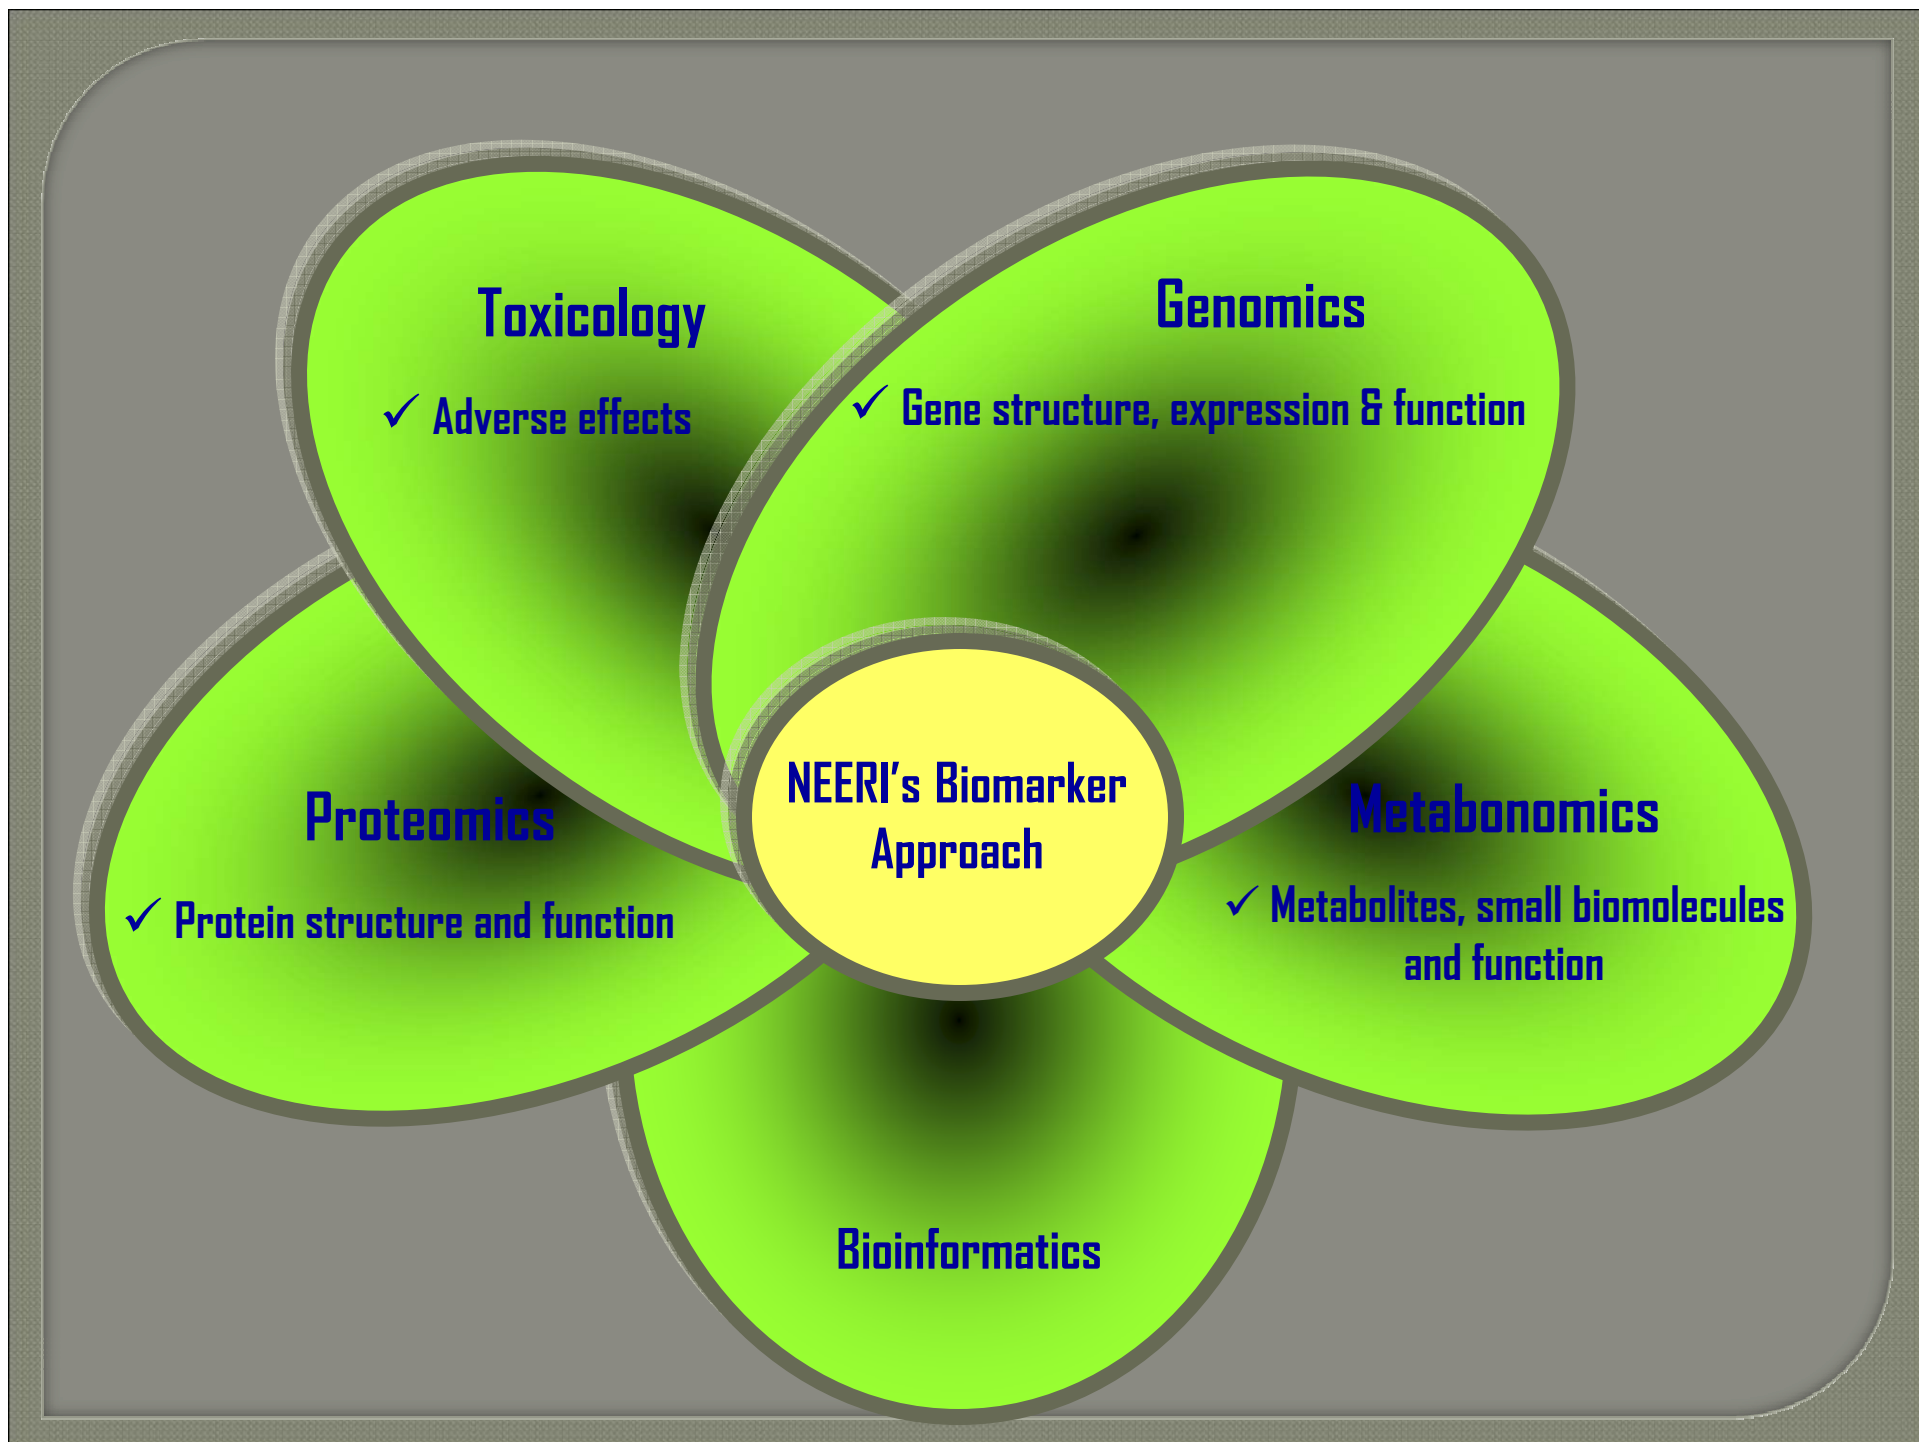 Toxicology
✓ Adverse effects
Genomics
✓ Gene structure, expression & function
NEERI's Biomarker
Approach
Proteomics
✓ Protein structure and function
Metabonomics
✓ Metabolites, small biomolecules
and function
Bioinformatics